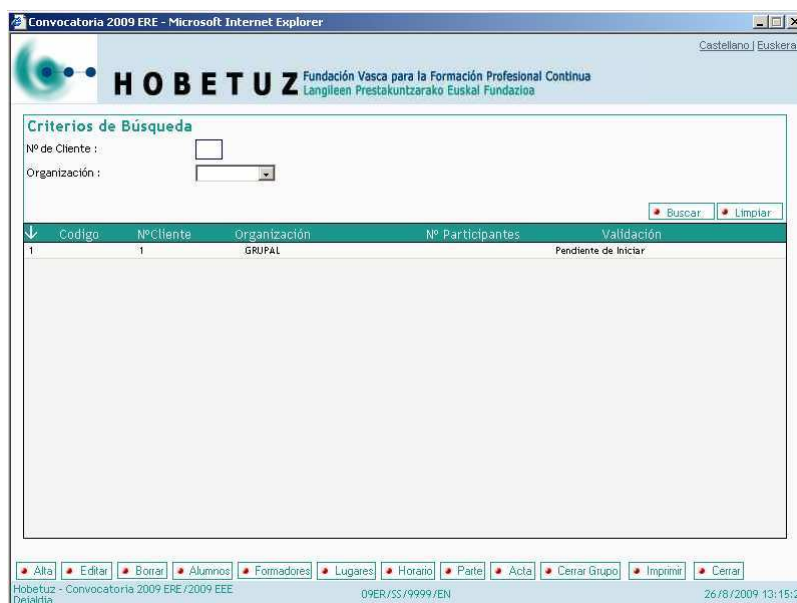 Convocatoria 2009 ERE - Microsoft Internet Explorer
Castellano | Euskera
HOBETUZ Fundación Vasca para la Formación Profesional Continua
Langileen Prestakuntzarako Euskal Fundazioa
Criterios de Búsqueda
Nº de Cliente :
Organización :
Buscar Limpiar
Codigo NºCliente Organización Nº Participantes Validación
1 1 GRUPAL Pendiente de Iniciar
Alta Editar Borrar Alumnos Formadores Lugares Horario Parte Acta Cerrar Grupo Imprimir Cerrar
Hobetuz - Convocatoria 2009 ERE/2009 EEE
Deialdia
09ER/SS/9999/EN
26/8/2009 13:15:2